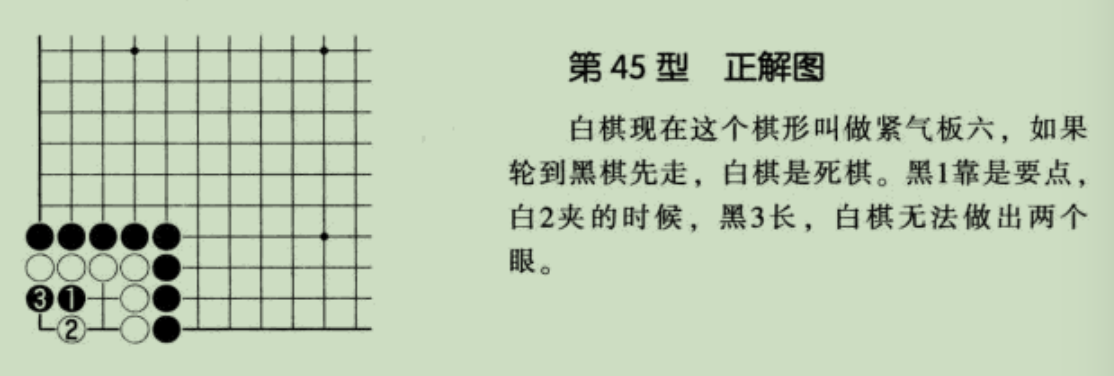 第45型 正解图
白棋现在这个棋形叫做紧气板六，如果
轮到黑棋先走，白棋是死棋。黑1靠是要点，
白2夹的时候，黑3长，白棋无法做出两个
眼。
3 1
2